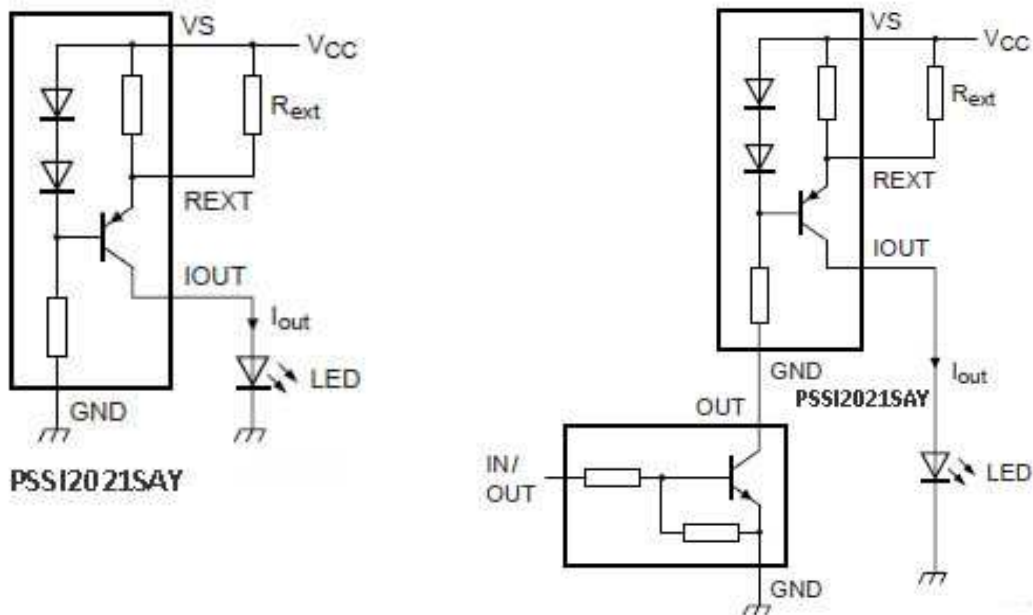 VS
VCC
Rext
REXT
IOUT
Iout
LED
GND
PSSI2021SAY
VS
VCC
Rext
REXT
IOUT
Iout
GND
PSSI2021SAY
OUT
IN/
OUT
LED
GND